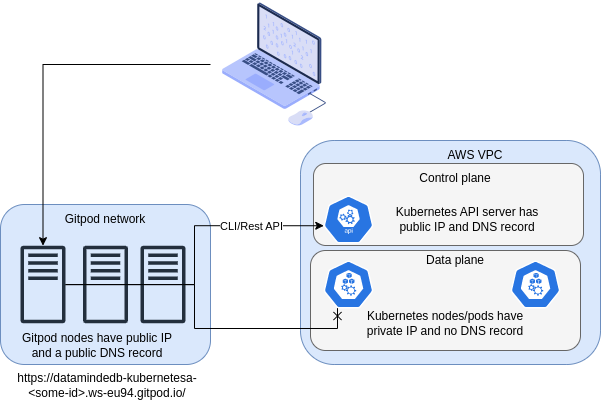 AWS VPC
Control plane
Kubernetes API server has
public IP and DNS record
api
CLI/Rest API
Gitpod network
Data plane
Kubernetes nodes/pods have
private IP and no DNS record
Gitpod nodes have public IP
and a public DNS record
https://datamindedb-kubernetesa-
<some-id>.ws-eu94.gitpod.io/